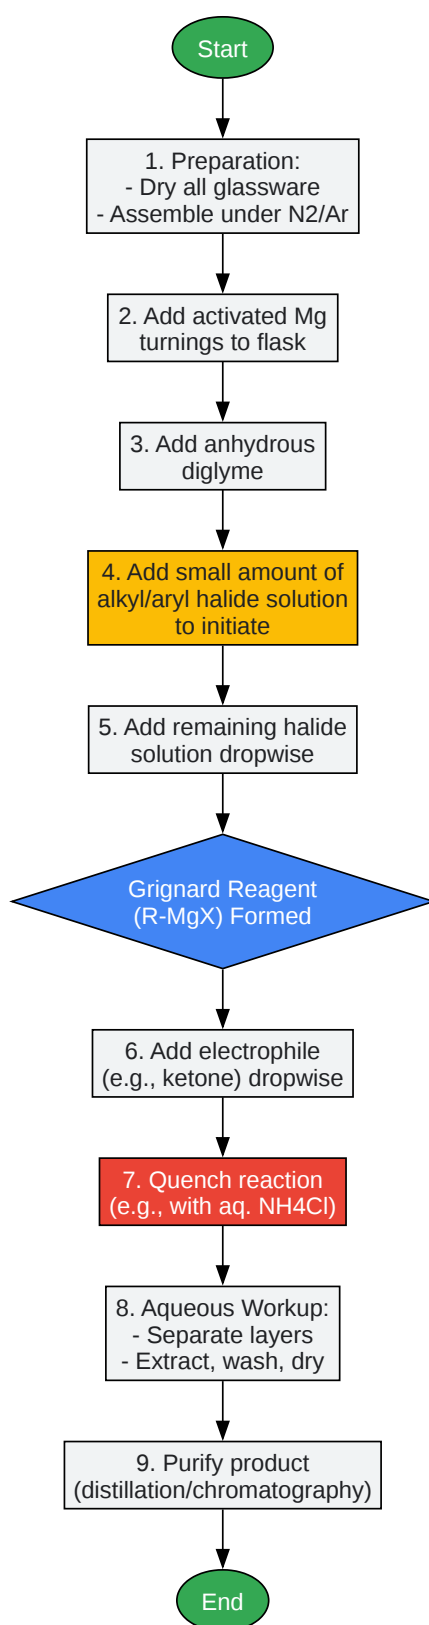 Start
1. Preparation:
- Dry all glassware
- Assemble under N2/Ar
2. Add activated Mg
turnings to flask
3. Add anhydrous
diglyme
4. Add small amount of
alkyl/aryl halide solution
to initiate
5. Add remaining halide
solution dropwise
Grignard Reagent
(R-MgX) Formed
6. Add electrophile
(e.g., ketone) dropwise
7. Quench reaction
(e.g., with aq. NH4Cl)
8. Aqueous Workup:
- Separate layers
- Extract, wash, dry
9. Purify product
(distillation/chromatography)
End